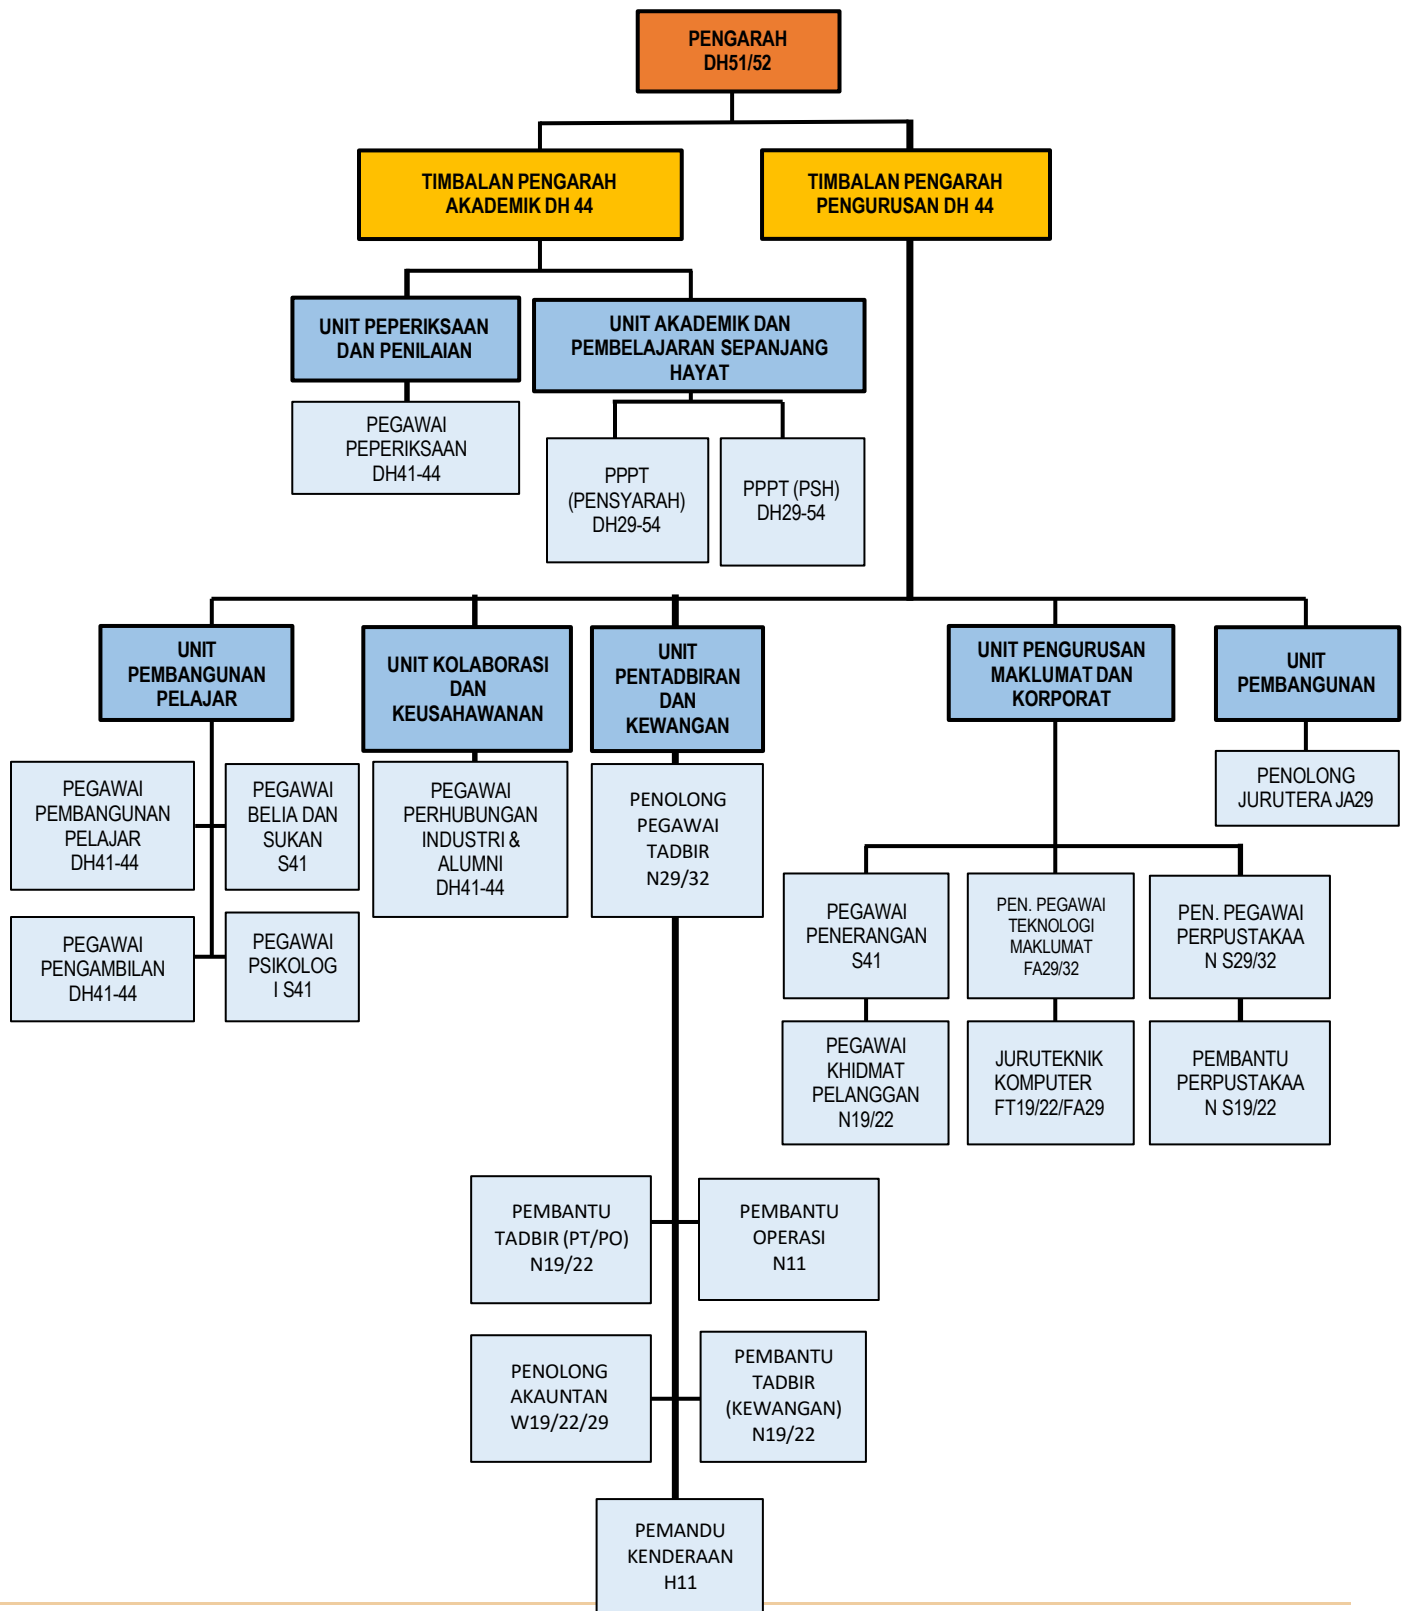 PENGARAH
DH51/52
TIMBALAN PENGARAH
AKADEMIK DH 44
TIMBALAN PENGARAH
PENGURUSAN DH 44
UNIT PEPERIKSAAN
DAN PENILAIAN
UNIT AKADEMIK DAN
PEMBELAJARAN SEPANJANG
HAYAT
PEGAWAI
PEPERIKSAAN
DH41-44
PPPT
(PENSYARAH)
DH29-54
PPPT (PSH)
DH29-54
UNIT
PEMBANGUNAN
PELAJAR
UNIT KOLABORASI
DAN
KEUSAHAWANAN
UNIT
PENTADBIRAN
DAN
KEWANGAN
UNIT PENGURUSAN
MAKLUMAT DAN
KORPORAT
UNIT
PEMBANGUNAN
PEGAWAI
PEMBANGUNAN
PELAJAR
DH41-44
PEGAWAI
BELIA DAN
SUKAN
S41
PEGAWAI
PERHUBUNGAN
INDUSTRI &
ALUMNI
DH41-44
PENOLONG
PEGAWAI
TADBIR
N29/32
PENOLONG
JURUTERA JA29
PEGAWAI
PENGAMBILAN
DH41-44
PEGAWAI
PSIKOLOG
I S41
PEGAWAI
PENERANGAN
S41
PEN. PEGAWAI
TEKNOLOGI
MAKLUMAT
FA29/32
PEN. PEGAWAI
PERPUSTAKAA
N S29/32
PEGAWAI
KHIDMAT
PELANGGAN
N19/22
JURUTEKNIK
KOMPUTER
FT19/22/FA29
PEMBANTU
PERPUSTAKAA
N S19/22
PEMBANTU
TADBIR (PT/PO)
N19/22
PEMBANTU
OPERASI
N11
PENOLONG
AKAUNTAN
W19/22/29
PEMBANTU
TADBIR
(KEWANGAN)
N19/22
PEMANDU
KENDERAAN
H11